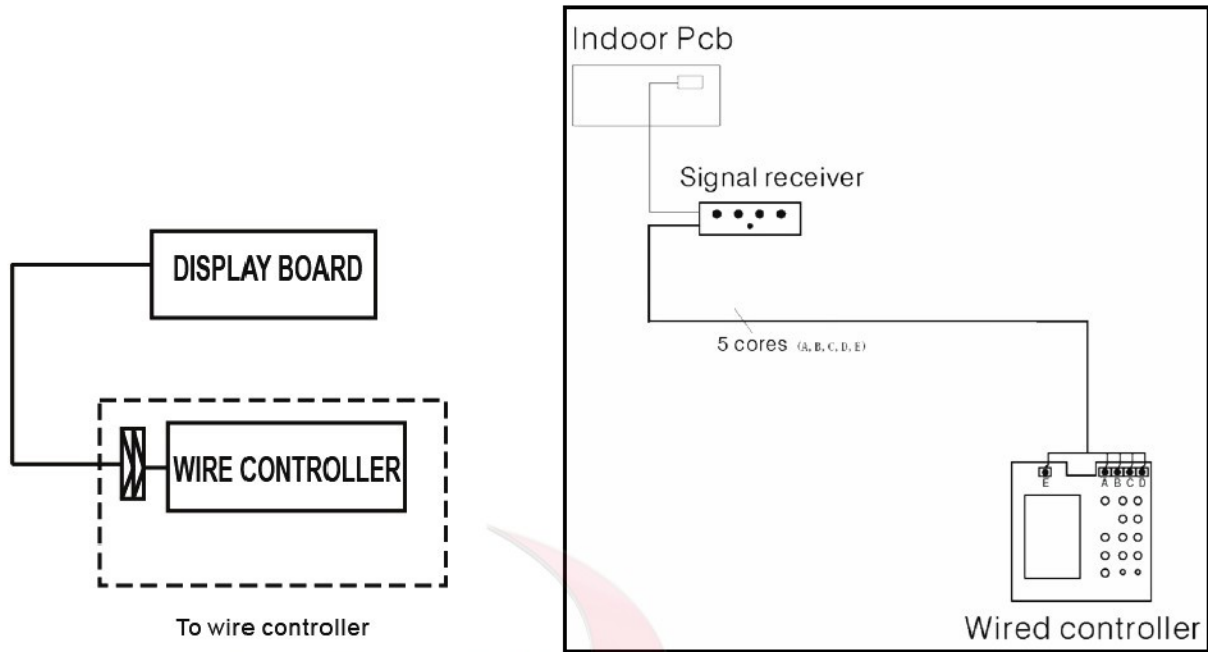 DISPLAY BOARD
WIRE CONTROLLER
To wire controller
Indoor Pcb
Signal receiver
5 cores (A, B, C, D, E)
E A B C D
Wired controller